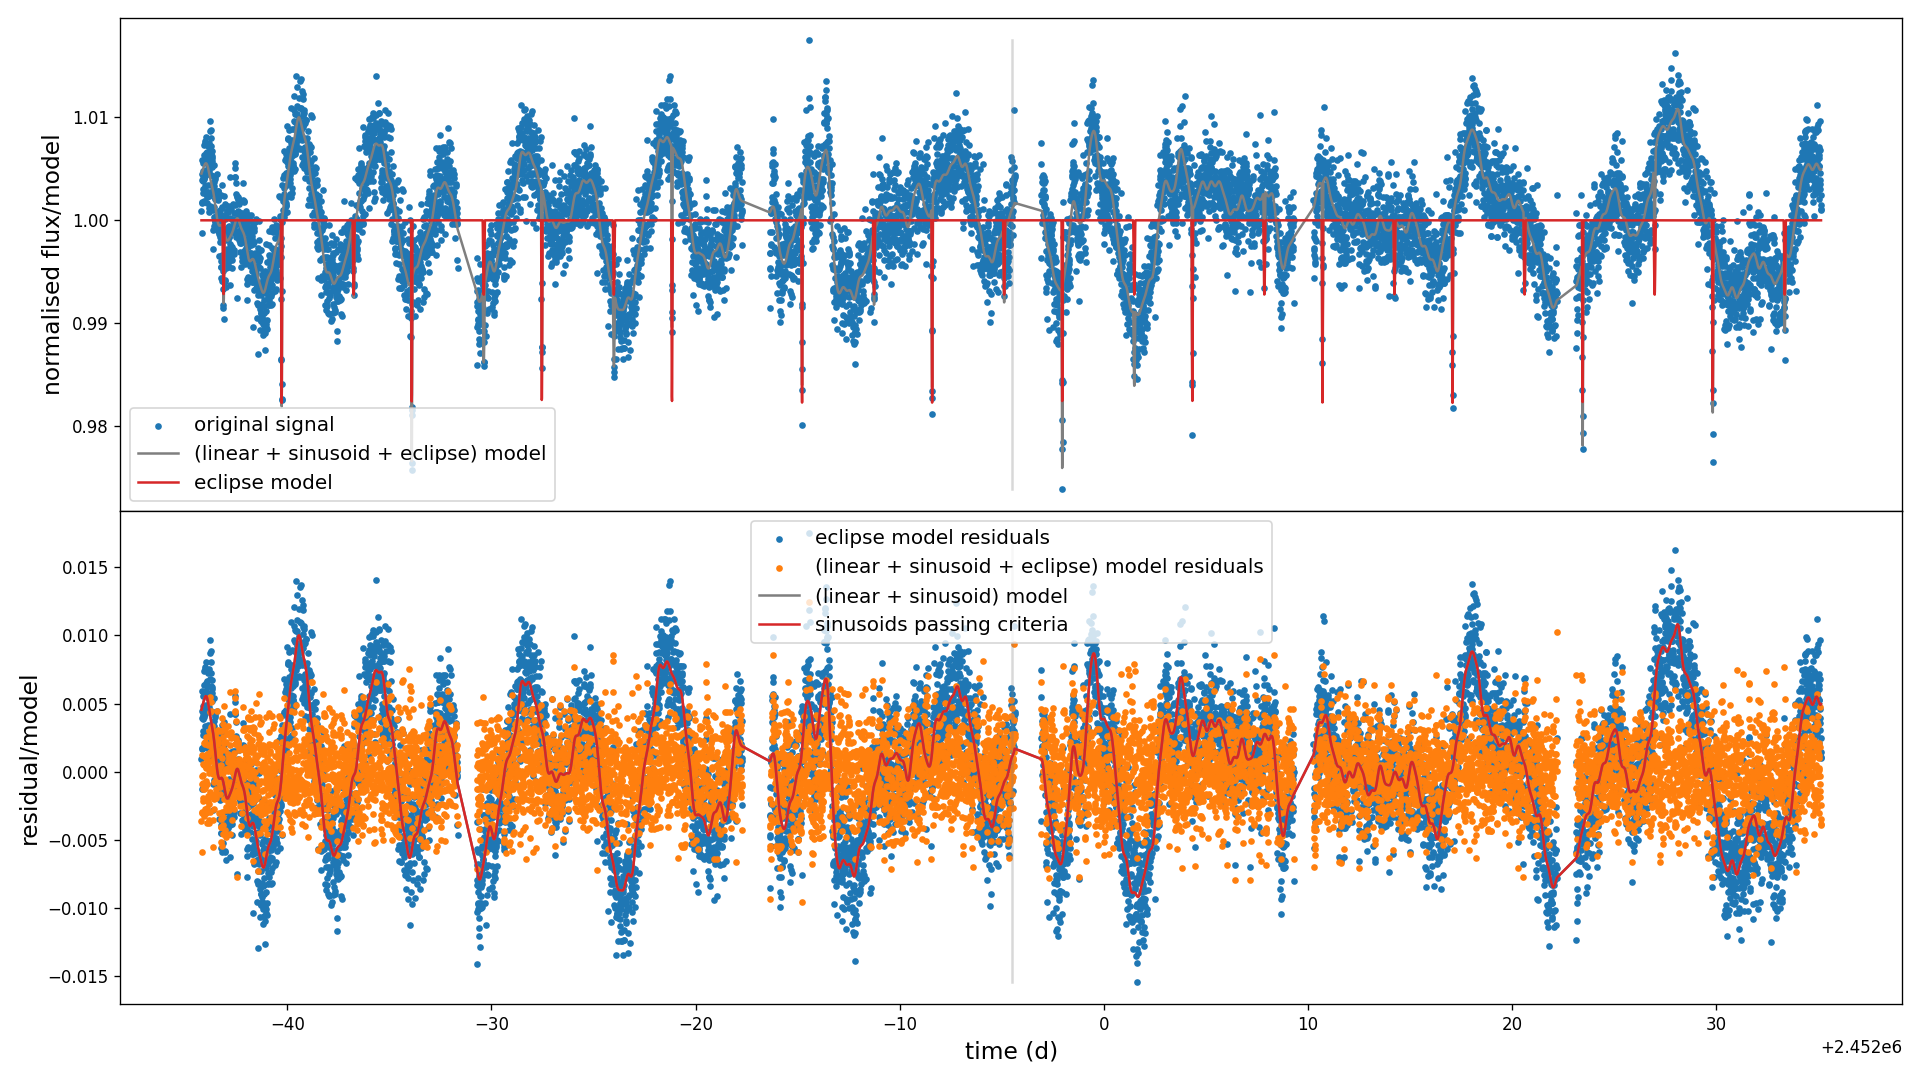 normalised flux/model
1.01
1.00
0.99
0.98
original signal
(linear + sinusoid + eclipse) model
eclipse model
residual/model
0.015
0.010
0.005
0.000
−0.005
−0.010
−0.015
eclipse model residuals
(linear + sinusoid + eclipse) model residuals
(linear + sinusoid) model
sinusoids passing criteria
−40
−30
−20
−10
0
10
20
30
time (d)
+2.452e6